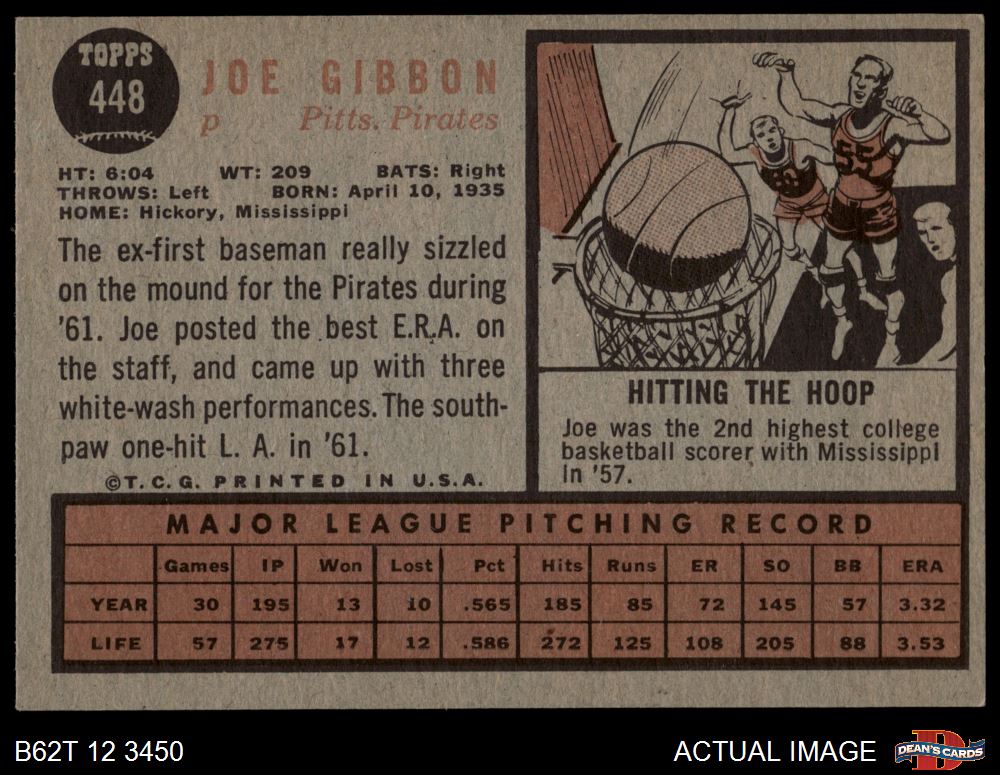 TOPPS
448
JOE GIBBON
p Pitts. Pirates
HT: 6:04 WT: 209 BATS: Right
THROWS: Left BORN: April 10, 1935
HOME: Hickory, Mississippi
The ex-first baseman really sizzled
on the mound for the Pirates during
'61. Joe posted the best E.R.A. on
the staff, and came up with three
white-wash performances. The south-
paw one-hit L. A. in '61.
©T.C.G. PRINTED IN U.S.A.
55
HITTING THE HOOP
Joe was the 2nd highest college
basketball scorer with Mississippi
in '57.
MAJOR LEAGUE PITCHING RECORD
Games IP Won Lost Pct Hits Runs ER SO BB ERA
YEAR 30 195 13 10 .565 185 85 72 145 57 3.32
LIFE 57 275 17 12 .586 272 125 108 205 88 3.53
B62T 12 3450
ACTUAL IMAGE
D
DEAN'S CARDS